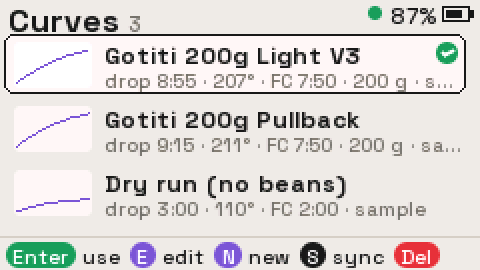 Curves 3 87%
Gotiti 200g Light V3
drop 8:55 · 207° · FC 7:50 · 200 g · s...
Gotiti 200g Pullback
drop 9:15 · 211° · FC 7:50 · 200 g · sa...
Dry run (no beans)
drop 3:00 · 110° · FC 2:00 · sample
Enter use E edit N new S sync Del